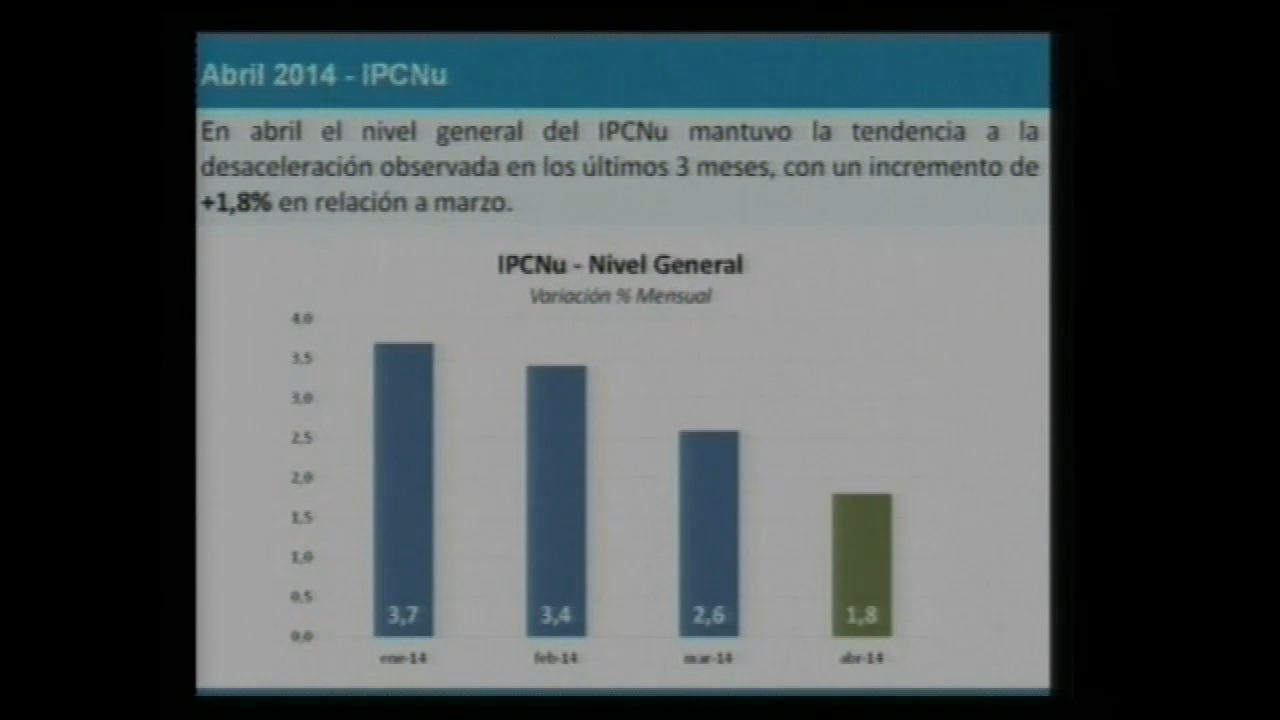 Abril 2014 - IPCNu
En abril el nivel general del IPCNu mantuvo la tendencia a la
desaceleración observada en los últimos 3 meses, con un incremento de
+1,8% en relación a marzo.
IPCNu - Nivel General
Variación % Mensual
4,0
3,5
3,0
2,5
2,0
1,5
1,0
0,5
0,0
3,7
3,4
2,6
1,8
ene-14
feb-14
mar-14
abr-14